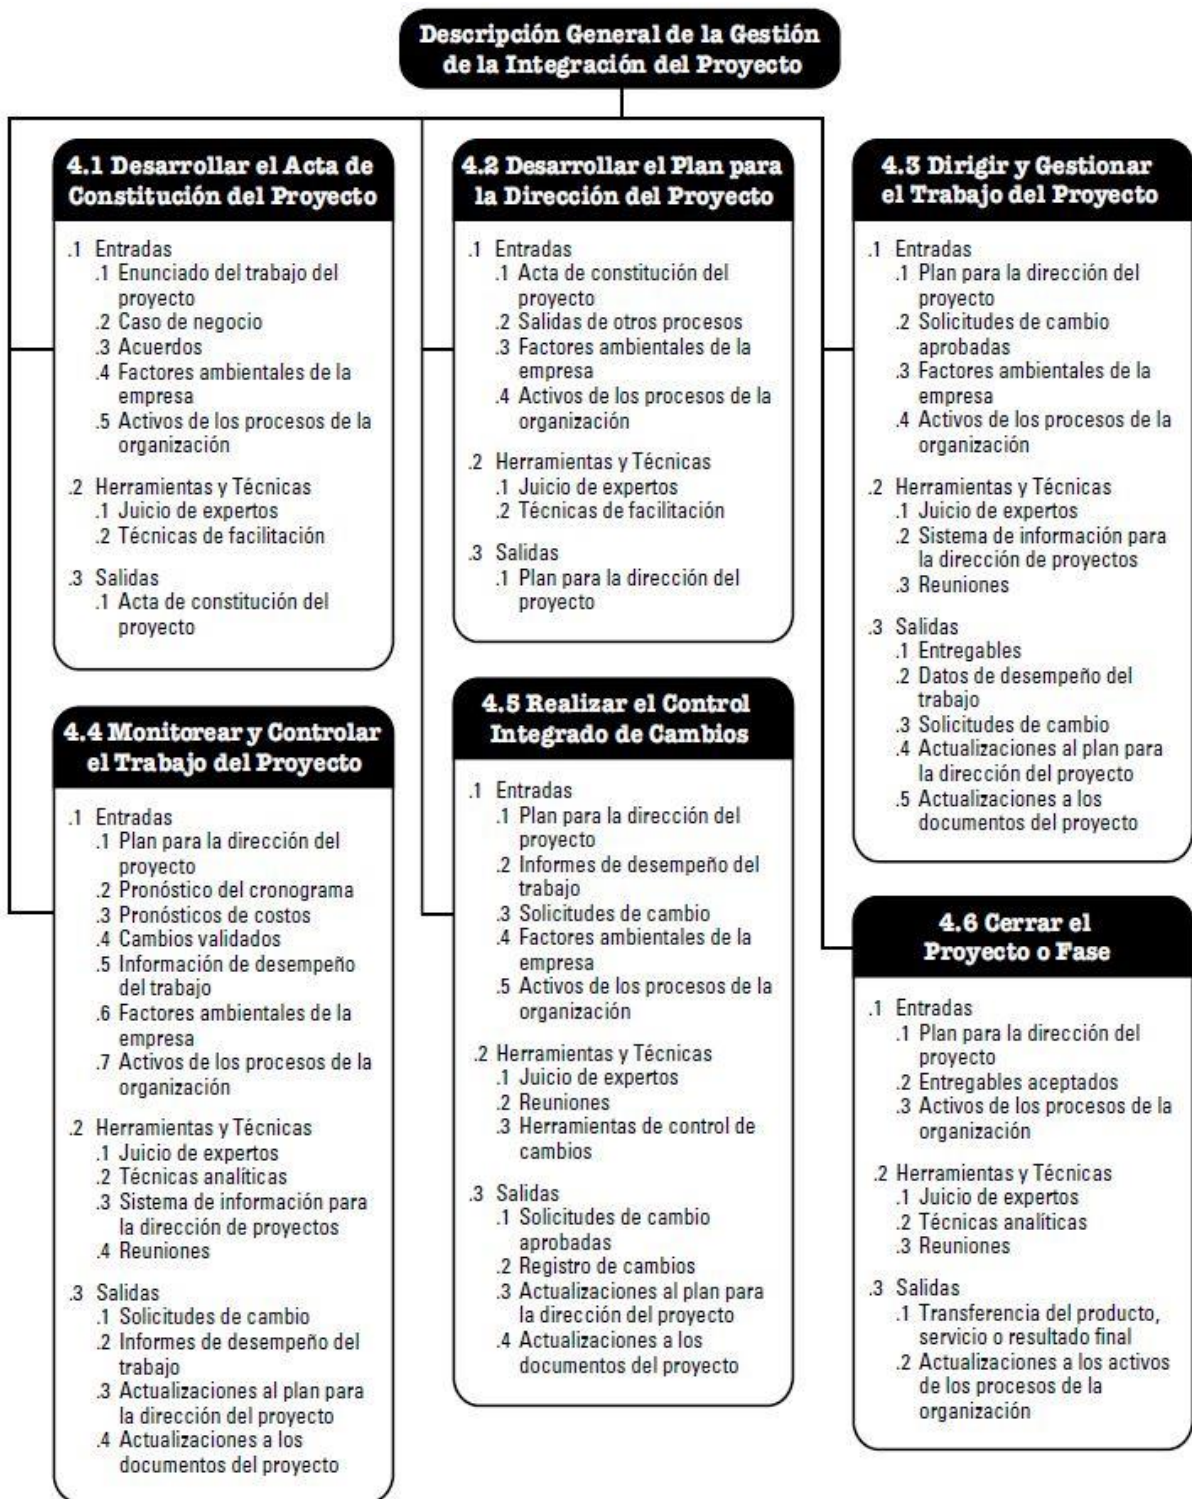 Descripción General de la Gestión
de la Integración del Proyecto
4.1 Desarrollar el Acta de
Constitución del Proyecto
.1 Entradas
.1 Enunciado del trabajo del
proyecto
.2 Caso de negocio
.3 Acuerdos
.4 Factores ambientales de la
empresa
.5 Activos de los procesos de la
organización
.2 Herramientas y Técnicas
.1 Juicio de expertos
.2 Técnicas de facilitación
.3 Salidas
.1 Acta de constitución del
proyecto
4.2 Desarrollar el Plan para
la Dirección del Proyecto
.1 Entradas
.1 Acta de constitución del
proyecto
.2 Salidas de otros procesos
.3 Factores ambientales de la
empresa
.4 Activos de los procesos de la
organización
.2 Herramientas y Técnicas
.1 Juicio de expertos
.2 Técnicas de facilitación
.3 Salidas
.1 Plan para la dirección del
proyecto
4.3 Dirigir y Gestionar
el Trabajo del Proyecto
.1 Entradas
.1 Plan para la dirección del
proyecto
.2 Solicitudes de cambio
aprobadas
.3 Factores ambientales de la
empresa
.4 Activos de los procesos de la
organización
.2 Herramientas y Técnicas
.1 Juicio de expertos
.2 Sistema de información para
la dirección de proyectos
.3 Reuniones
.3 Salidas
.1 Entregables
.2 Datos de desempeño del
trabajo
.3 Solicitudes de cambio
.4 Actualizaciones al plan para
la dirección del proyecto
.5 Actualizaciones a los
documentos del proyecto
4.4 Monitorear y Controlar
el Trabajo del Proyecto
.1 Entradas
.1 Plan para la dirección del
proyecto
.2 Pronóstico del cronograma
.3 Pronósticos de costos
.4 Cambios validados
.5 Información de desempeño
del trabajo
.6 Factores ambientales de la
empresa
.7 Activos de los procesos de la
organización
.2 Herramientas y Técnicas
.1 Juicio de expertos
.2 Técnicas analíticas
.3 Sistema de información para
la dirección de proyectos
.4 Reuniones
.3 Salidas
.1 Solicitudes de cambio
.2 Informes de desempeño del
trabajo
.3 Actualizaciones al plan para
la dirección del proyecto
.4 Actualizaciones a los
documentos del proyecto
4.5 Realizar el Control
Integrado de Cambios
.1 Entradas
.1 Plan para la dirección del
proyecto
.2 Informes de desempeño del
trabajo
.3 Solicitudes de cambio
.4 Factores ambientales de la
empresa
.5 Activos de los procesos de la
organización
.2 Herramientas y Técnicas
.1 Juicio de expertos
.2 Reuniones
.3 Herramientas de control de
cambios
.3 Salidas
.1 Solicitudes de cambio
aprobadas
.2 Registro de cambios
.3 Actualizaciones al plan para
la dirección del proyecto
.4 Actualizaciones a los
documentos del proyecto
4.6 Cerrar el
Proyecto o Fase
.1 Entradas
.1 Plan para la dirección del
proyecto
.2 Entregables aceptados
.3 Activos de los procesos de la
organización
.2 Herramientas y Técnicas
.1 Juicio de expertos
.2 Técnicas analíticas
.3 Reuniones
.3 Salidas
.1 Transferencia del producto,
servicio o resultado final
.2 Actualizaciones a los activos
de los procesos de la
organización